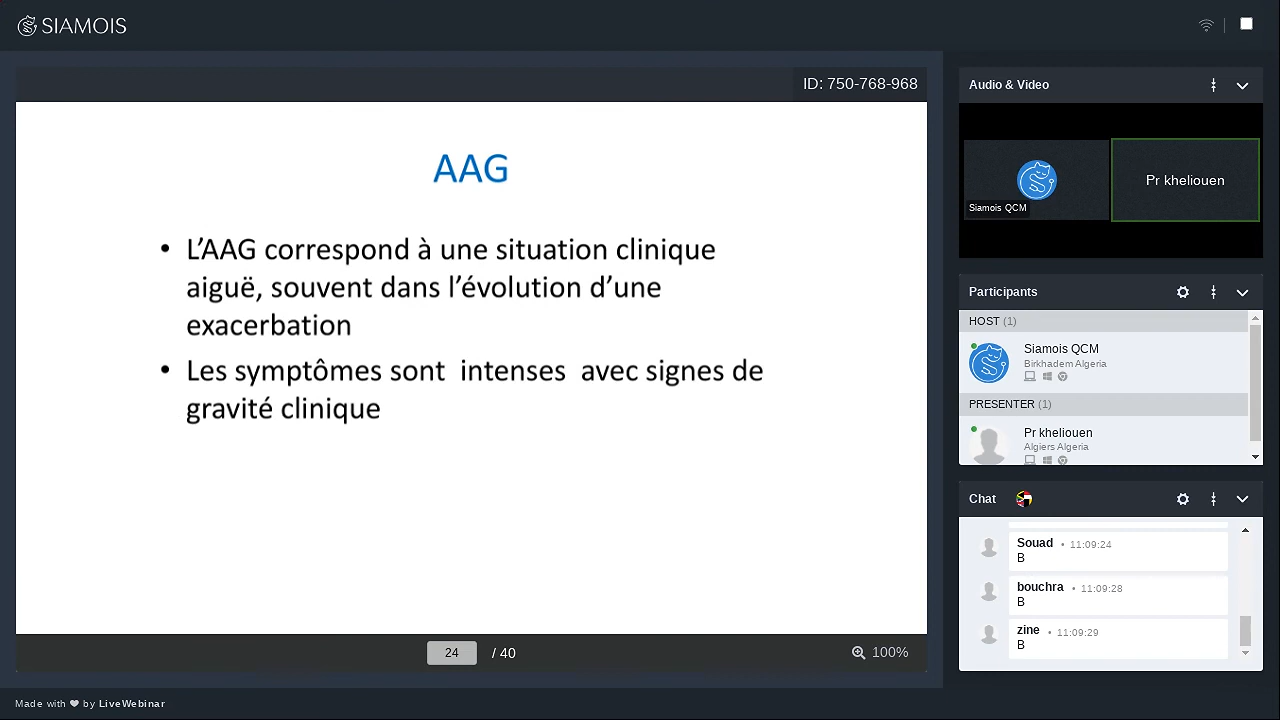 SIAMOIS
ID: 750-768-968
AAG
• L’AAG correspond à une situation clinique
aiguë, souvent dans l’évolution d’une
exacerbation
• Les symptômes sont intenses avec signes de
gravité clinique
24 / 40
100%
Made with ❤ by LiveWebinar
Audio & Video
Siamois QCM
Pr kheliouen
Participants
HOST (1)
Siamois QCM
Birkhadem Algeria
PRESENTER (1)
Pr kheliouen
Algiers Algeria
Chat
Souad • 11:09:24
B
bouchra • 11:09:28
B
zine • 11:09:29
B